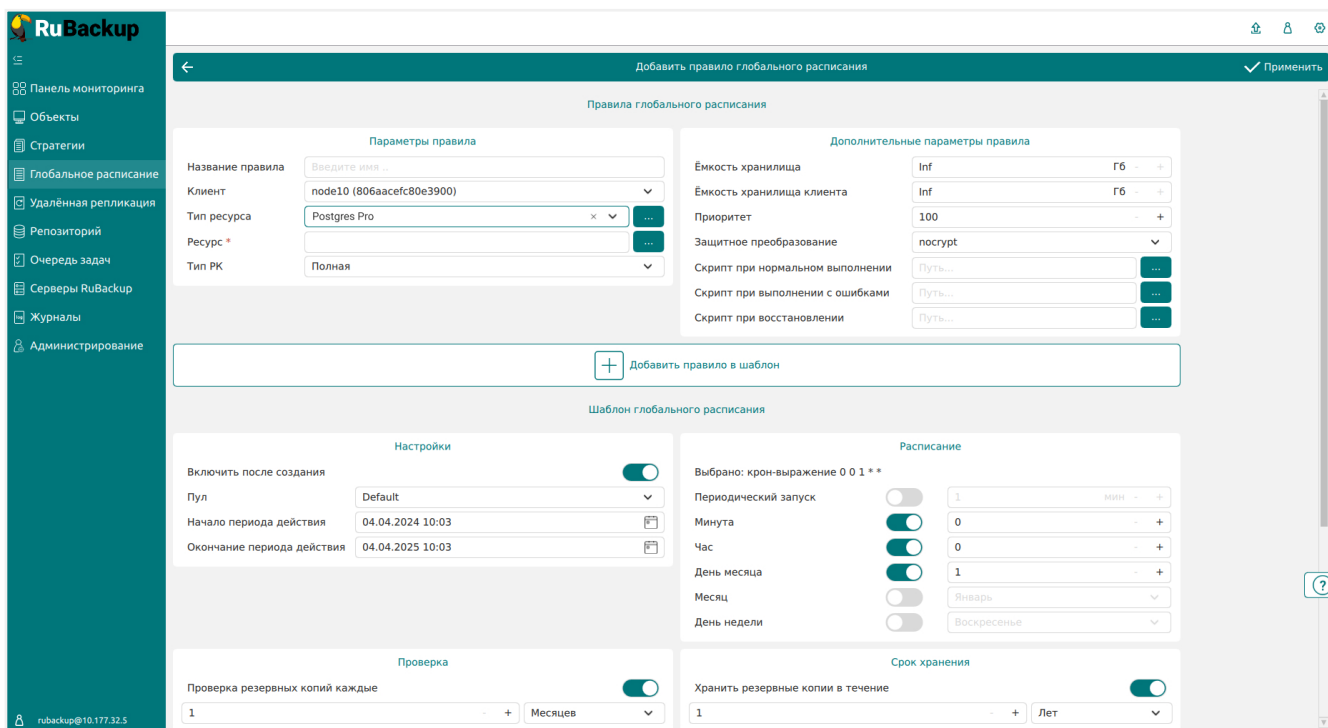 RuBackup
Добавить правило глобального расписания
Применить
Панель мониторинга
Объекты
Стратегии
Глобальное расписание
Удалённая репликация
Репозиторий
Очередь задач
Серверы RuBackup
Журналы
Администрирование
rubackup@10.177.32.5
Правила глобального расписания
Параметры правила
Название правила Введите имя ..
Клиент node10 (806aacefc80e3900)
Тип ресурса Postgres Pro × ...
Ресурс * ...
Тип РК Полная
Дополнительные параметры правила
Ёмкость хранилища Inf Гб - +
Ёмкость хранилища клиента Inf Гб - +
Приоритет 100 - +
Защитное преобразование nocrypt
Скрипт при нормальном выполнении Путь... ...
Скрипт при выполнении с ошибками Путь... ...
Скрипт при восстановлении Путь... ...
+ Добавить правило в шаблон
Шаблон глобального расписания
Настройки
Включить после создания
Пул Default
Начало периода действия 04.04.2024 10:03
Окончание периода действия 04.04.2025 10:03
Расписание
Выбрано: крон-выражение 0 0 1 * *
Периодический запуск 1 мин - +
Минута 0 - +
Час 0 - +
День месяца 1 - +
Месяц Январь
День недели Воскресенье
Проверка
Проверка резервных копий каждые
1 - + Месяцев
Срок хранения
Хранить резервные копии в течение
1 - + Лет
?